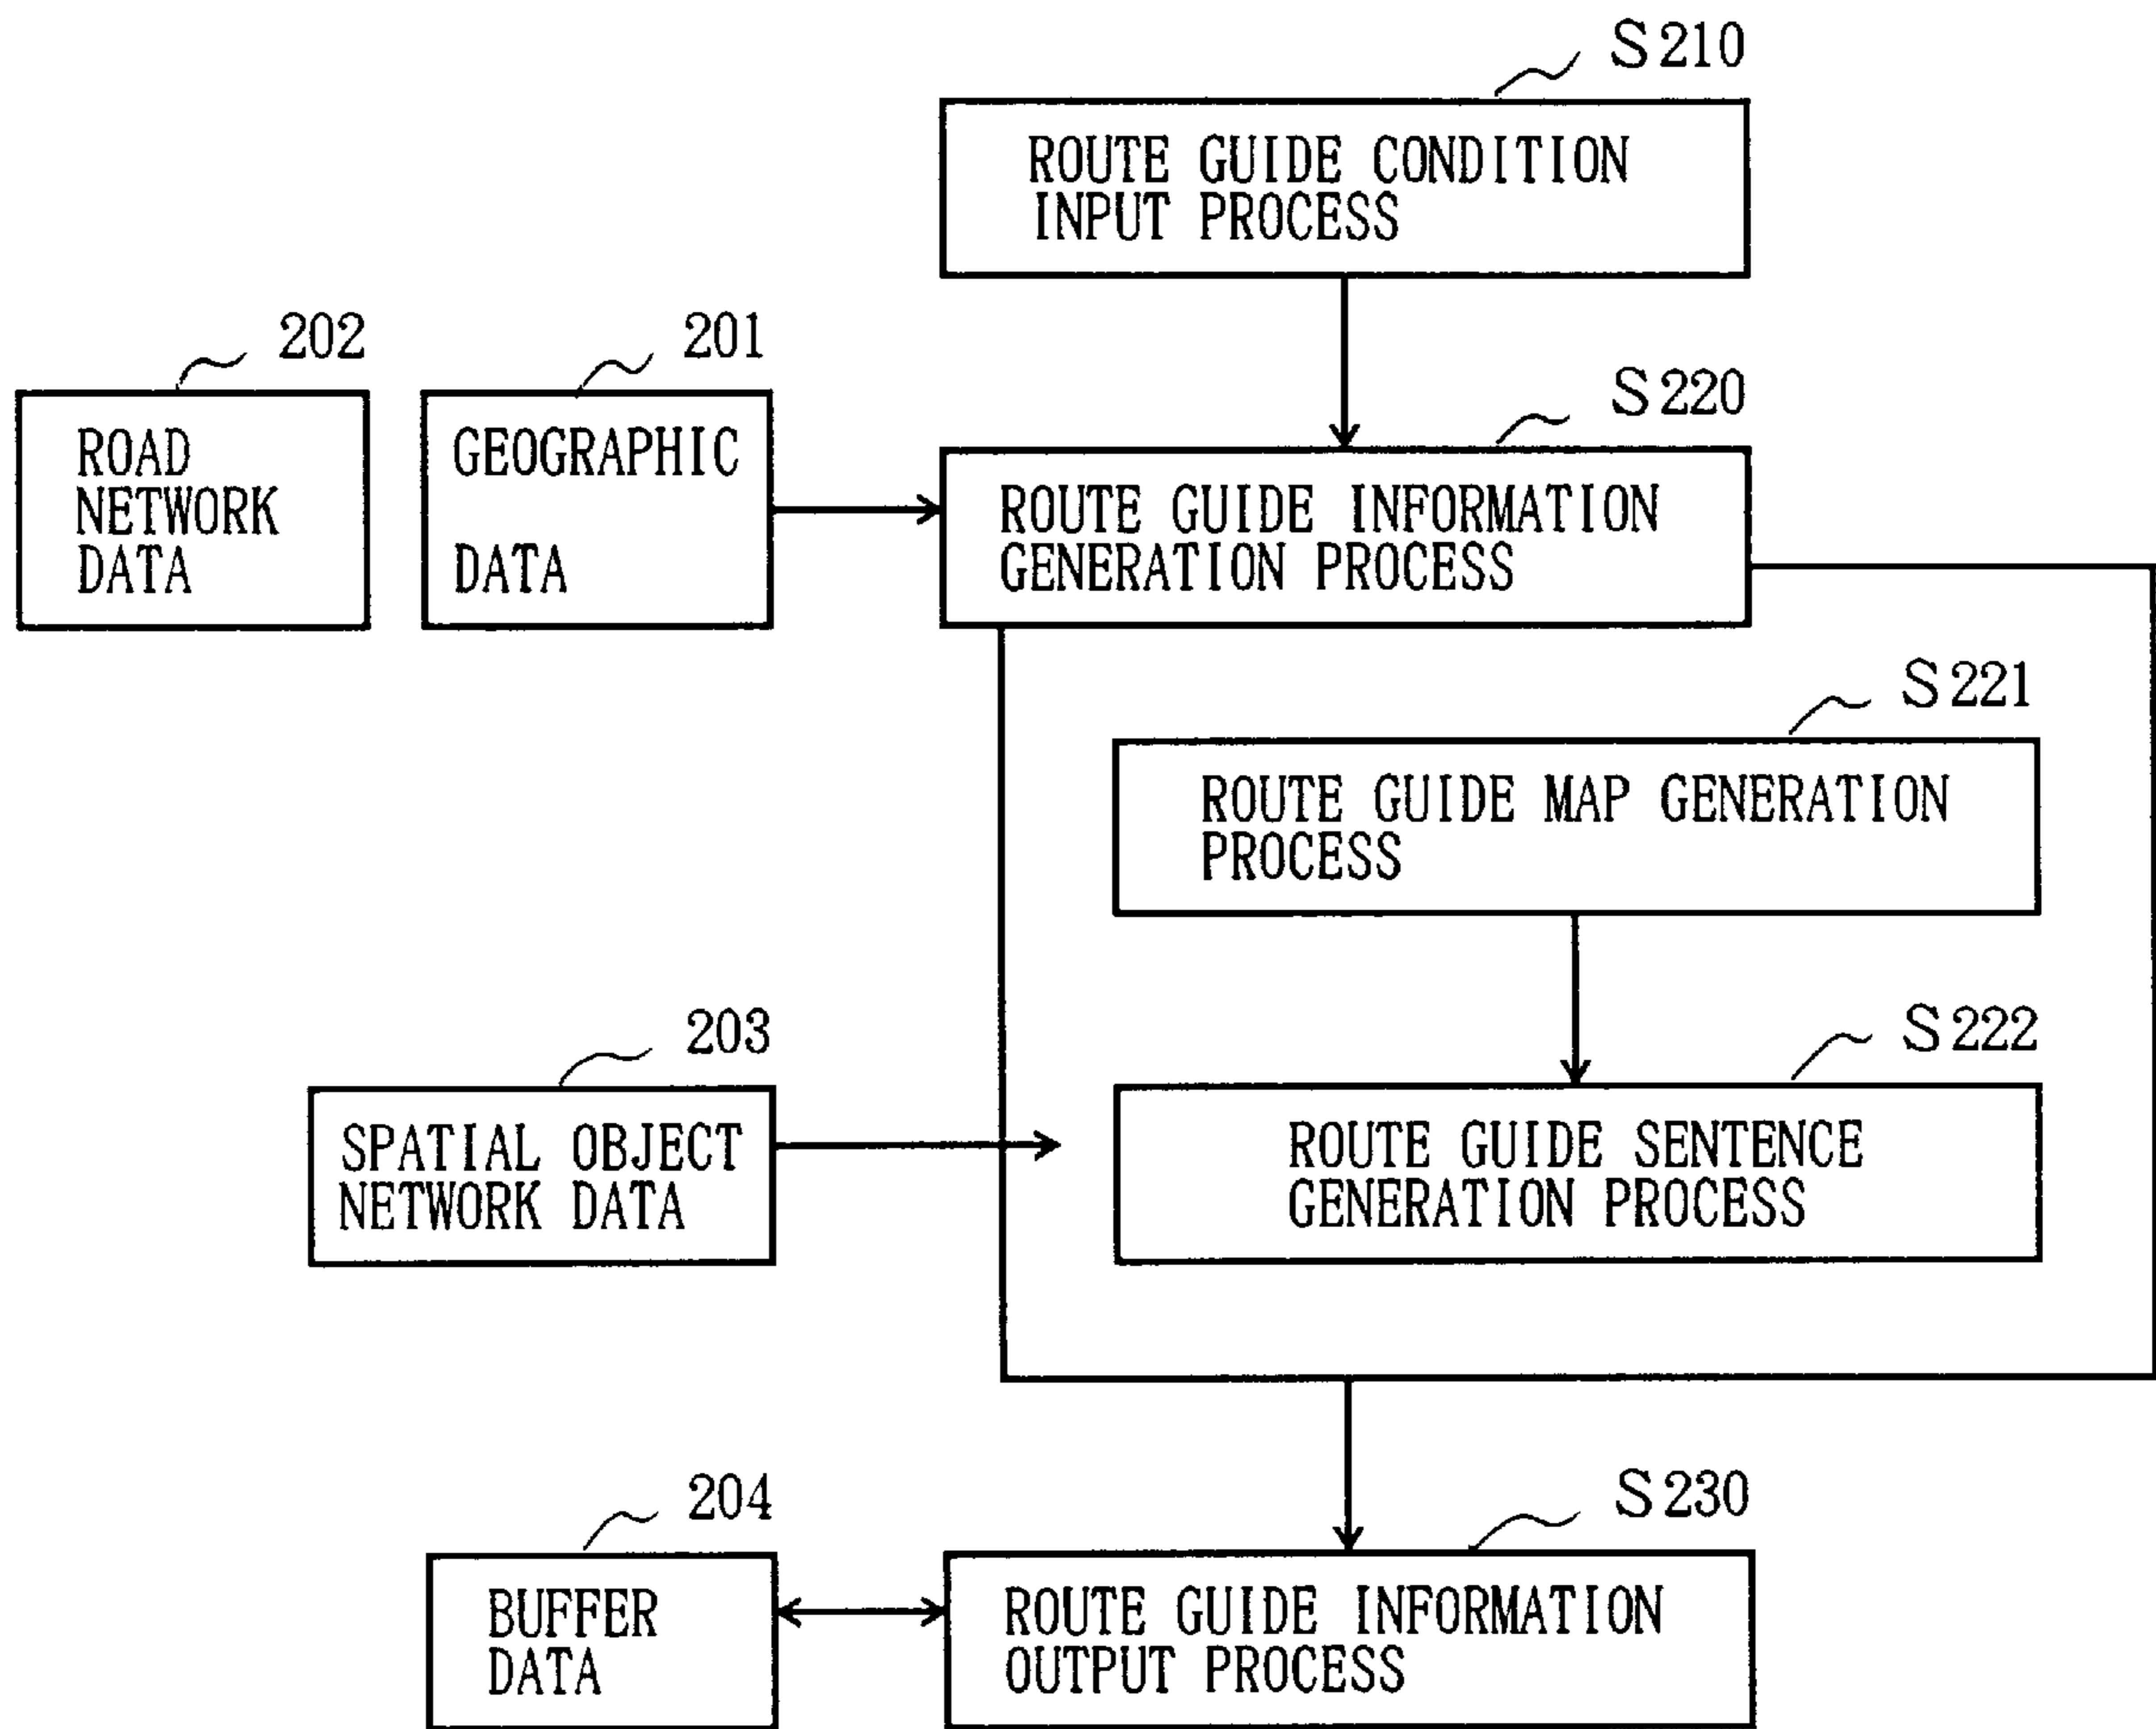 S210
ROUTE GUIDE CONDITION
INPUT PROCESS
202
201
S220
ROAD
NETWORK
DATA
GEOGRAPHIC
DATA
ROUTE GUIDE INFORMATION
GENERATION PROCESS
S221
ROUTE GUIDE MAP GENERATION
PROCESS
203
S222
SPATIAL OBJECT
NETWORK DATA
ROUTE GUIDE SENTENCE
GENERATION PROCESS
204
S230
BUFFER
DATA
ROUTE GUIDE INFORMATION
OUTPUT PROCESS